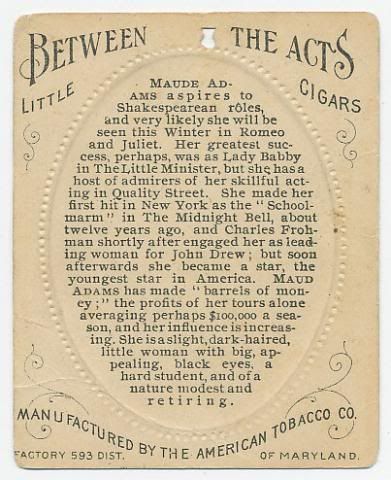 BETWEEN THE ACTS
LITTLE CIGARS
MAUDE AD-
AMS aspires to
Shakespearean rôles,
and very likely she will be
seen this Winter in Romeo
and Juliet. Her greatest suc-
cess, perhaps, was as Lady Babby
in The Little Minister, but she has a
host of admirers of her skillful act-
ing in Quality Street. She made her
first hit in New York as the "School-
marm" in The Midnight Bell, about
twelve years ago, and Charles Froh-
man shortly after engaged her as lead-
ing woman for John Drew; but soon
afterwards she became a star, the
youngest star in America. MAUD
ADAMS has made "barrels of mon-
ey;" the profits of her tours alone
averaging perhaps $100,000 a sea-
son, and her influence is increas-
ing. She is a slight, dark-haired,
little woman with big, ap-
pealing, black eyes, a
hard student, and of a
nature modest and
retiring.
MANUFACTURED BY THE AMERICAN TOBACCO CO.
FACTORY 593 DIST. OF MARYLAND.